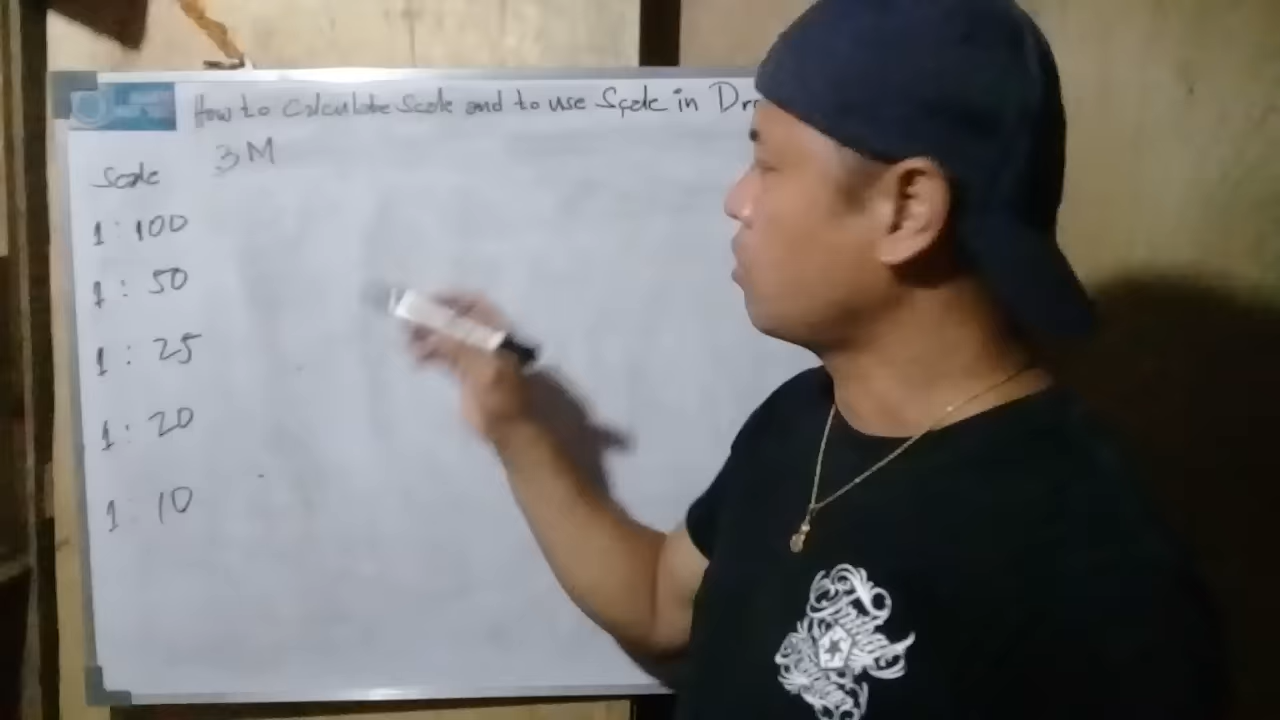 How to Calculate Scale and to use Scale in Dr
3M
Scale
1 : 100
1 : 50
1 : 25
1 : 20
1 : 10